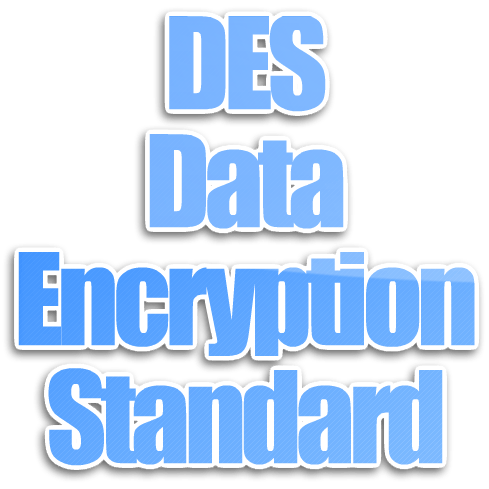 DES
Data
Encryption
Standard